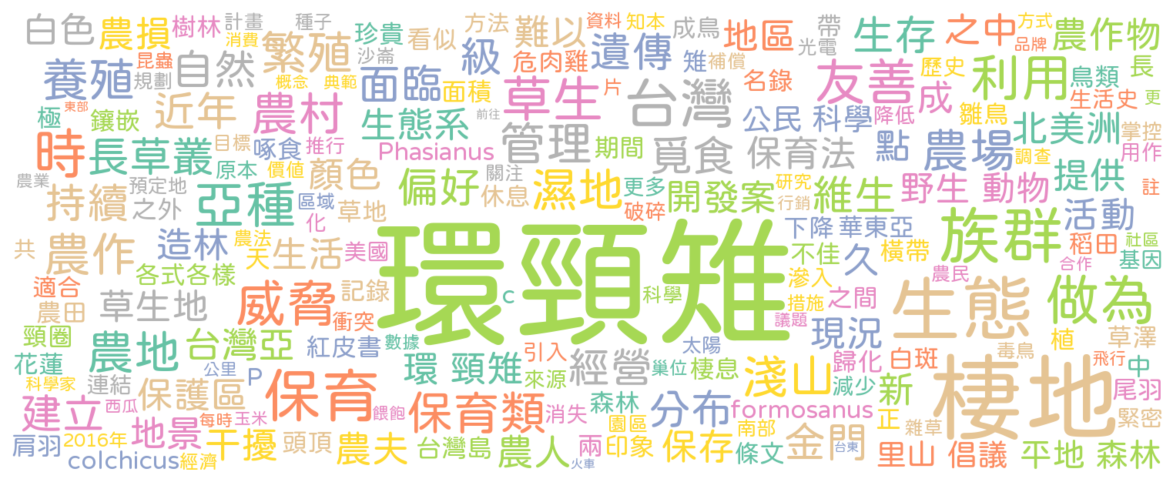 白色 農損 樹林 計畫 種子 珍貴 看似 方法 難以 資料 知本 成鳥 地區 帶 生存 之中 方式 農作物
昆蟲 消費 繁殖 沙崙 級 危肉雞 遺傳 雉 補償 光電 品牌
養殖 規劃 自然 概念 典範 面臨 面積 草生 片 台灣 名錄 友善 歷史 利用 鳥類 長
極 東部 鑲嵌 近年 農村 生態系 前往 公民 科學 降低 成 雛鳥 生活史 更
時 長草叢 目標 推行 啄食 Phasianus 管理 期間 覓食 保育法 點 農場 北美洲 掌控 用作
農業 預定地 原本 價值 顏色 偏好 關注 休息 濕地 更多 破碎 開發案 研究 行銷 維生 調查 野生 動物 提供 註
持續 之外 亞種 區域 化 草地 下降 華東亞 族群 活動
共 農作 造林 農法 天 生活 美國 環頸雉 不佳 橫帶 久 農民 稻田 合作 社區 基因
適合 各式各樣 威脅 記錄 c 科學 滲入 措施 之間 生態 做為
農田 草生地 衝突 議題 現況 植
頸圈 農地 台灣亞 紅皮書 數據 太陽 歸化 白斑 毒鳥 草澤
花蓮 連結 公里 P 環 頸雉 引入 來源 經營 巢位 棲息 淺山 減少 新 棲地 飛行 中 尾羽
科學家 保護區 保育 保育類 消失 森林 分布 formosanus 緊密
建立 西瓜 地景 每時 玉米 餵飽 園區 南部 正 雜草
肩羽 2016年 干擾 頭頂 農夫 台灣島 農人 兩 印象 保存 條文 金門 台東 里山 倡議 平地 森林
colchicus 經濟 火車